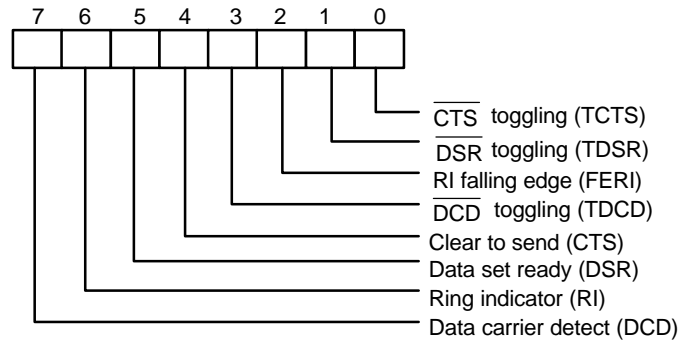 7 6 5 4 3 2 1 0
CTS toggling (TCTS)
DSR toggling (TDSR)
RI falling edge (FERI)
DCD toggling (TDCD)
Clear to send (CTS)
Data set ready (DSR)
Ring indicator (RI)
Data carrier detect (DCD)